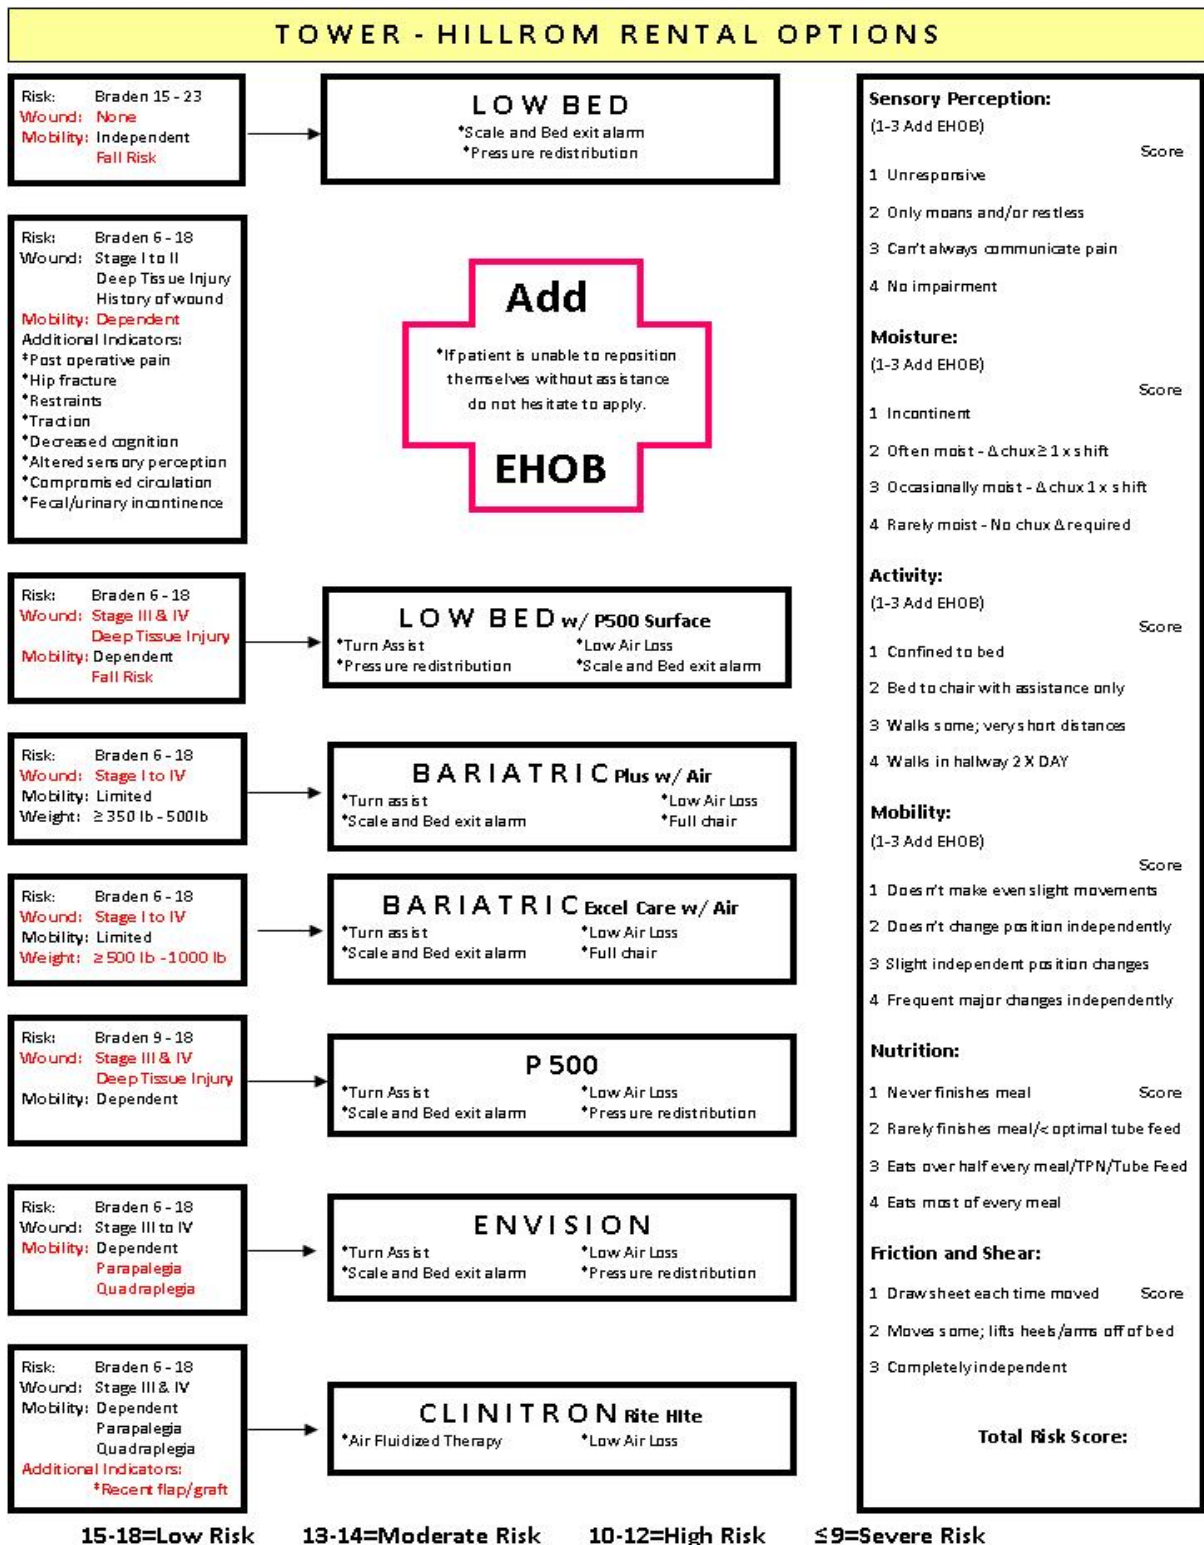 TOWER - HILLROM RENTAL OPTIONS
Risk: Braden 15 - 23
Wound: None
Mobility: Independent
Fall Risk
LOW BED
*Scale and Bed exit alarm
*Pressure redistribution
Risk: Braden 6 - 18
Wound: Stage I to II
Deep Tissue Injury
History of wound
Mobility: Dependent
Additional Indicators:
*Post operative pain
*Hip fracture
*Restraints
*Traction
*Decreased cognition
*Altered sensory perception
*Compromised circulation
*Fecal/urinary incontinence
Add
*If patient is unable to reposition
themselves without assistance
do not hesitate to apply.
EHOB
Risk: Braden 6 - 18
Wound: Stage III & IV
Deep Tissue Injury
Mobility: Dependent
Fall Risk
LOW BED w/ P500 Surface
*Turn Assist *Low Air Loss
*Pressure redistribution *Scale and Bed exit alarm
Risk: Braden 6 - 18
Wound: Stage I to IV
Mobility: Limited
Weight: ≥ 350 lb - 500lb
BARIATRIC Plus w/ Air
*Turn assist *Low Air Loss
*Scale and Bed exit alarm *Full chair
Risk: Braden 6 - 18
Wound: Stage I to IV
Mobility: Limited
Weight: ≥ 500 lb - 1000 lb
BARIATRIC Excel Care w/ Air
*Turn assist *Low Air Loss
*Scale and Bed exit alarm *Full chair
Risk: Braden 9 - 18
Wound: Stage III & IV
Deep Tissue Injury
Mobility: Dependent
P 500
*Turn Assist *Low Air Loss
*Scale and Bed exit alarm *Pressure redistribution
Risk: Braden 6 - 18
Wound: Stage III to IV
Mobility: Dependent
Parapalegia
Quadraplegia
ENVISION
*Turn Assist *Low Air Loss
*Scale and Bed exit alarm *Pressure redistribution
Risk: Braden 6 - 18
Wound: Stage III & IV
Mobility: Dependent
Parapalegia
Quadraplegia
Additional Indicators:
*Recent flap/graft
CLINITRON Rite HIte
*Air Fluidized Therapy *Low Air Loss
Sensory Perception:
(1-3 Add EHOB)
Score
1 Unresponsive
2 Only moans and/or restless
3 Can't always communicate pain
4 No impairment
Moisture:
(1-3 Add EHOB)
Score
1 Incontinent
2 Often moist - Δ chux ≥ 1 x shift
3 Occasionally moist - Δ chux 1 x shift
4 Rarely moist - No chux Δ required
Activity:
(1-3 Add EHOB)
Score
1 Confined to bed
2 Bed to chair with assistance only
3 Walks some; very short distances
4 Walks in hallway 2 X DAY
Mobility:
(1-3 Add EHOB)
Score
1 Doesn't make even slight movements
2 Doesn't change position independently
3 Slight independent position changes
4 Frequent major changes independently
Nutrition:
1 Never finishes meal Score
2 Rarely finishes meal/< optimal tube feed
3 Eats over half every meal/TPN/Tube Feed
4 Eats most of every meal
Friction and Shear:
1 Draw sheet each time moved Score
2 Moves some; lifts heels/arms off of bed
3 Completely independent
Total Risk Score:
15-18=Low Risk 13-14=Moderate Risk 10-12=High Risk ≤9=Severe Risk